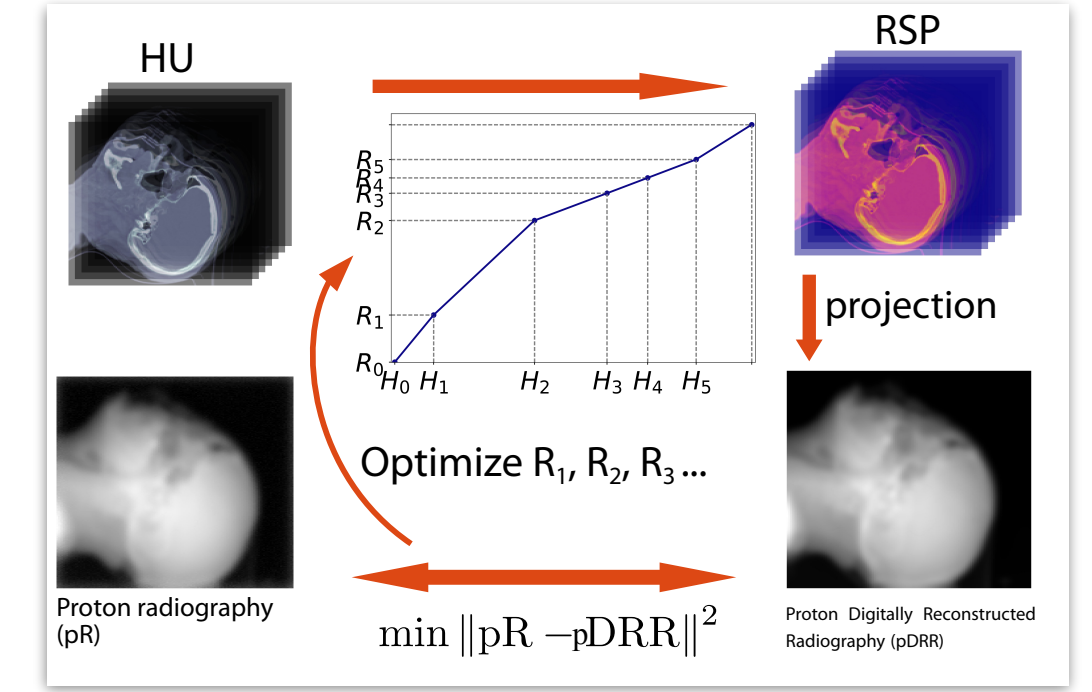 HU
RSP
R5
R4
R3
R2
R1
R0
H0 H1 H2 H3 H4 H5
projection
Optimize R1, R2, R3 ...
Proton radiography
(pR)
min ‖pR −pDRR‖²
Proton Digitally Reconstructed
Radiography (pDRR)